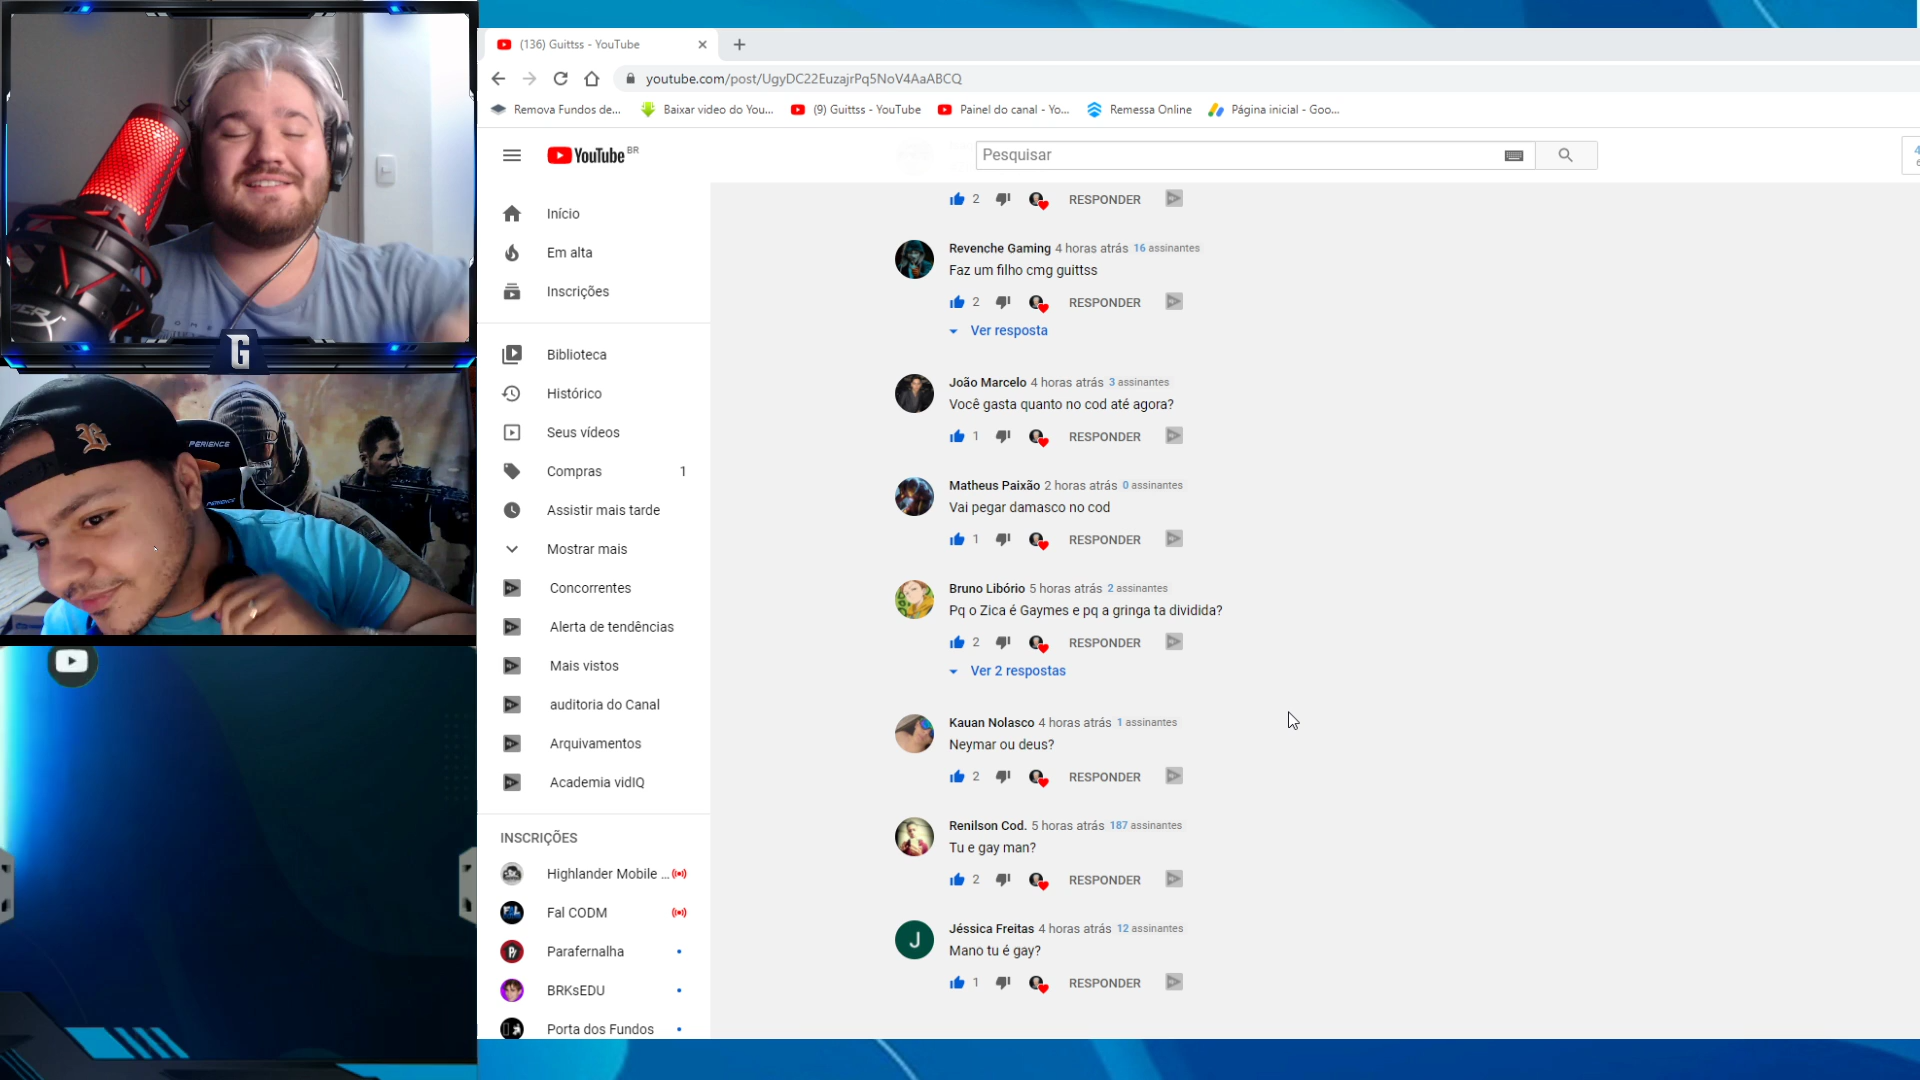 (136) Guittss - YouTube
youtube.com/post/UgyDC22EuzajrPq5NoV4AaABCQ
Remova Fundos de...
Baixar video do You...
(9) Guittss - YouTube
Painel do canal - Yo...
Remessa Online
Página inicial - Goo...
YouTube BR
Pesquisar
Início
Em alta
Inscrições
Biblioteca
Histórico
Seus vídeos
Compras 1
Assistir mais tarde
Mostrar mais
Concorrentes
Alerta de tendências
Mais vistos
auditoria do Canal
Arquivamentos
Academia vidIQ
INSCRIÇÕES
Highlander Mobile ...
Fal CODM
Parafernalha
BRKsEDU
Porta dos Fundos
2 RESPONDER
Revenche Gaming 4 horas atrás 16 assinantes
Faz um filho cmg guittss
2 RESPONDER
Ver resposta
João Marcelo 4 horas atrás 3 assinantes
Você gasta quanto no cod até agora?
1 RESPONDER
Matheus Paixão 2 horas atrás 0 assinantes
Vai pegar damasco no cod
1 RESPONDER
Bruno Libório 5 horas atrás 2 assinantes
Pq o Zica é Gaymes e pq a gringa ta dividida?
2 RESPONDER
Ver 2 respostas
Kauan Nolasco 4 horas atrás 1 assinantes
Neymar ou deus?
2 RESPONDER
Renilson Cod. 5 horas atrás 187 assinantes
Tu e gay man?
2 RESPONDER
J
Jéssica Freitas 4 horas atrás 12 assinantes
Mano tu é gay?
1 RESPONDER
G
PERIENCE